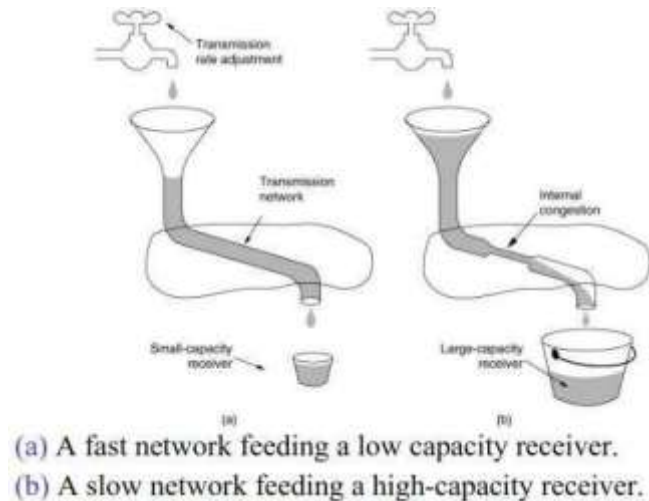 Transmission
rate adjustment
Transmission
network
Internal
congestion
Small-capacity
receiver
Large-capacity
receiver
(a)
(b)
(a) A fast network feeding a low capacity receiver.
(b) A slow network feeding a high-capacity receiver.